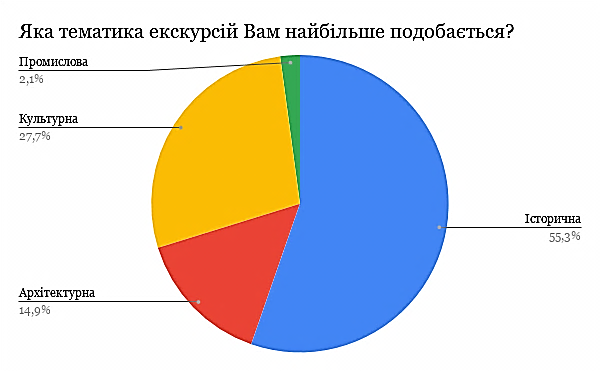 Яка тематика екскурсій Вам найбільше подобається?
Промислова
2,1%
Культурна
27,7%
Історична
55,3%
Архітектурна
14,9%